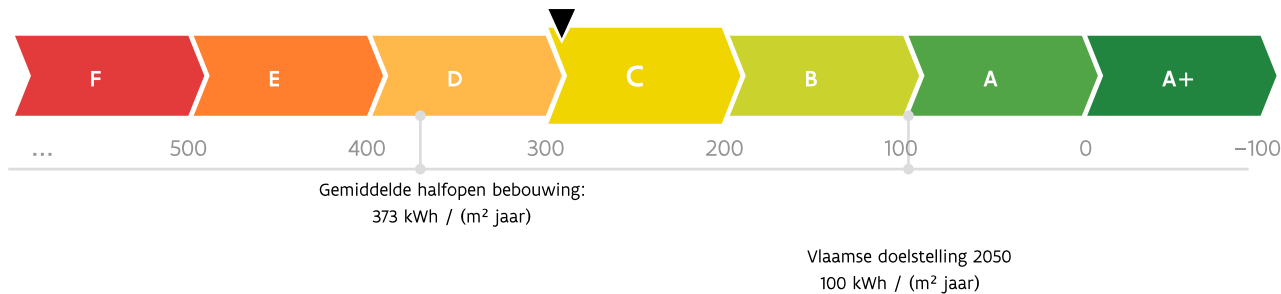 F E D C B A A+
... 500 400 300 200 100 0 –100
Gemiddelde halfopen bebouwing:
373 kWh / (m² jaar)
Vlaamse doelstelling 2050
100 kWh / (m² jaar)